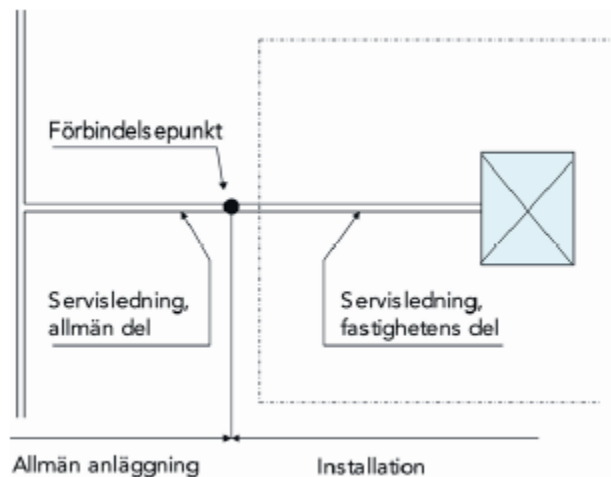 Förbindelsepunkt
Servisledning,
allmän del
Servisledning,
fastighetens del
Allmän anläggning
Installation